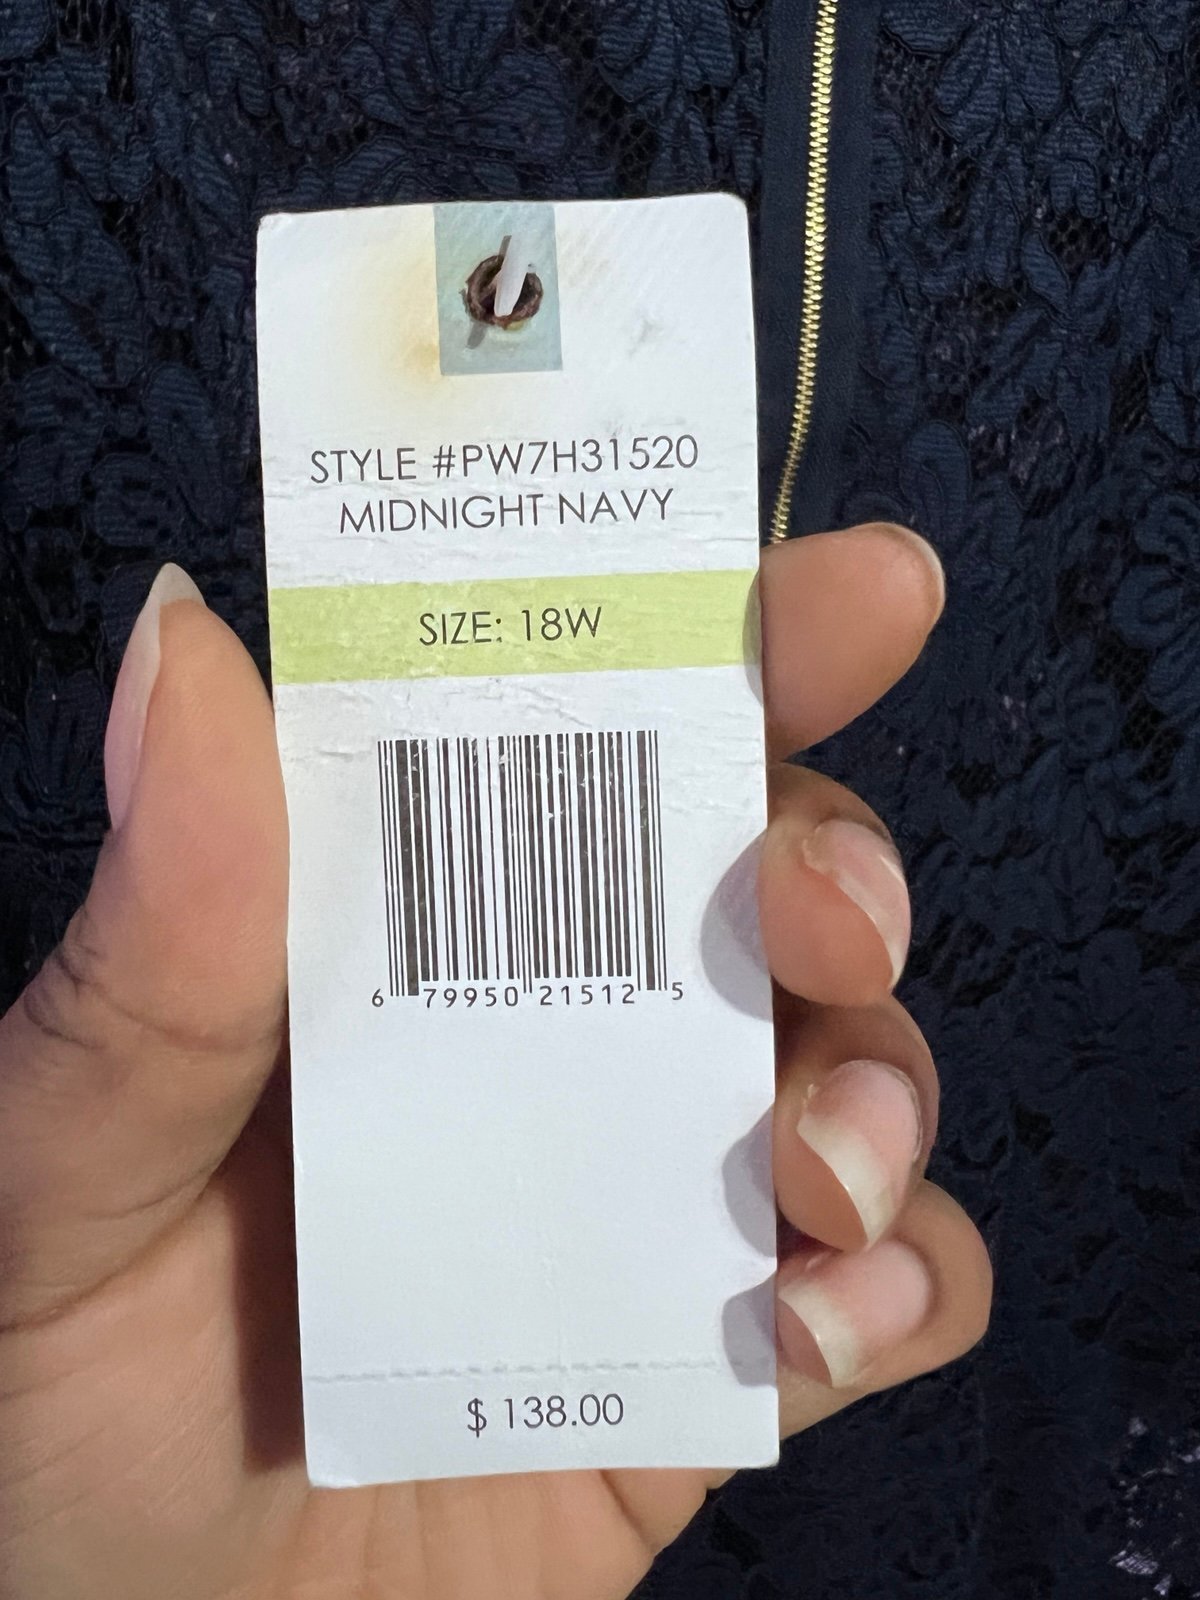 STYLE #PW7H31520
MIDNIGHT NAVY
SIZE: 18W
6 79950 21512 5
$ 138.00